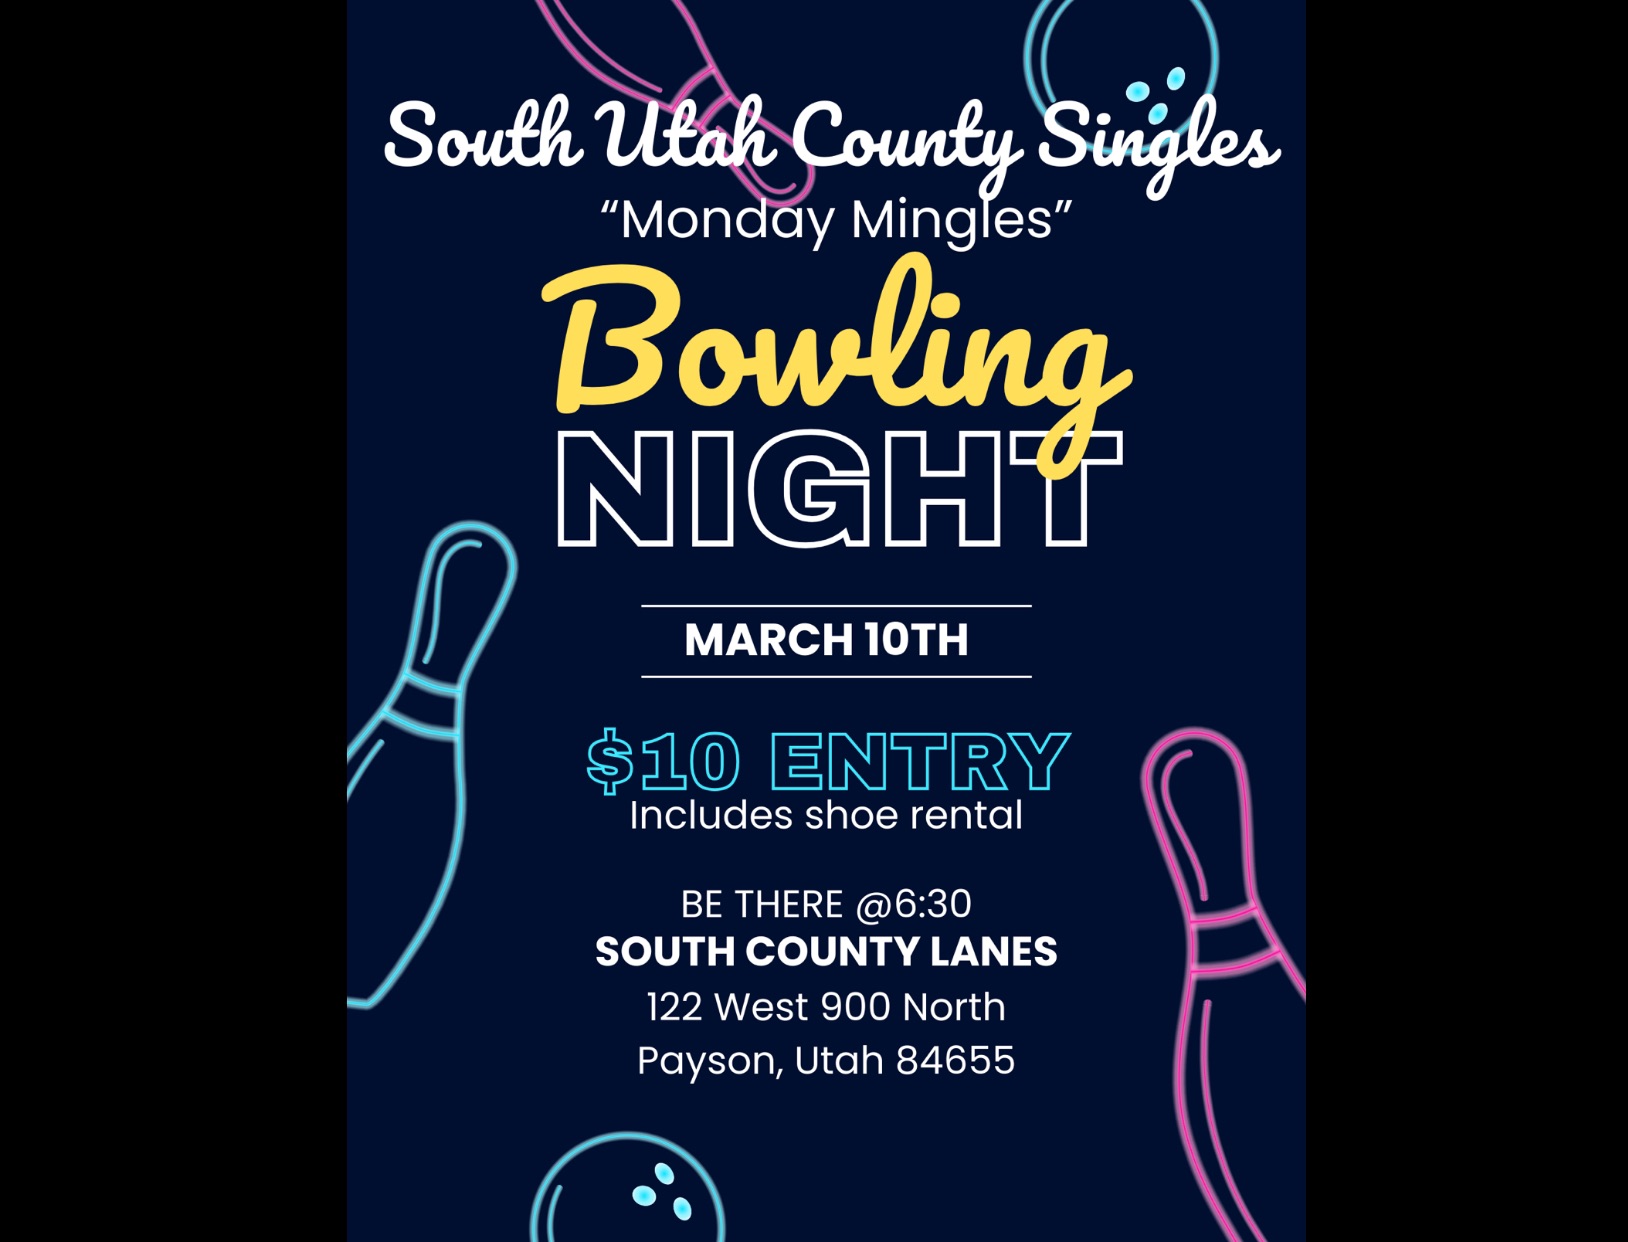 South Utah County Singles
“Monday Mingles”
Bowling
NIGHT
MARCH 10TH
$10 ENTRY
Includes shoe rental
BE THERE @6:30
SOUTH COUNTY LANES
122 West 900 North
Payson, Utah 84655